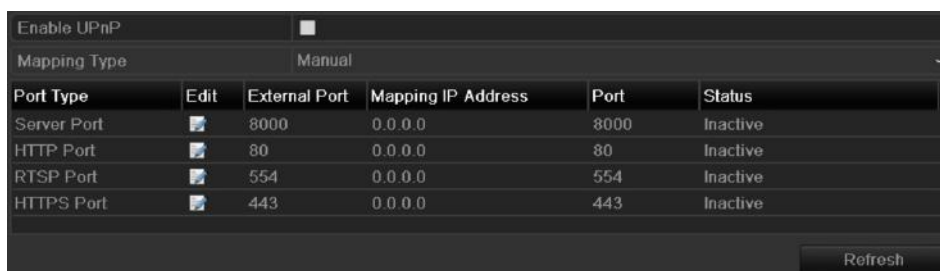 Enable UPnP
Mapping Type Manual
Port Type Edit External Port Mapping IP Address Port Status
Server Port 8000 0.0.0.0 8000 Inactive
HTTP Port 80 0.0.0.0 80 Inactive
RTSP Port 554 0.0.0.0 554 Inactive
HTTPS Port 443 0.0.0.0 443 Inactive
Refresh